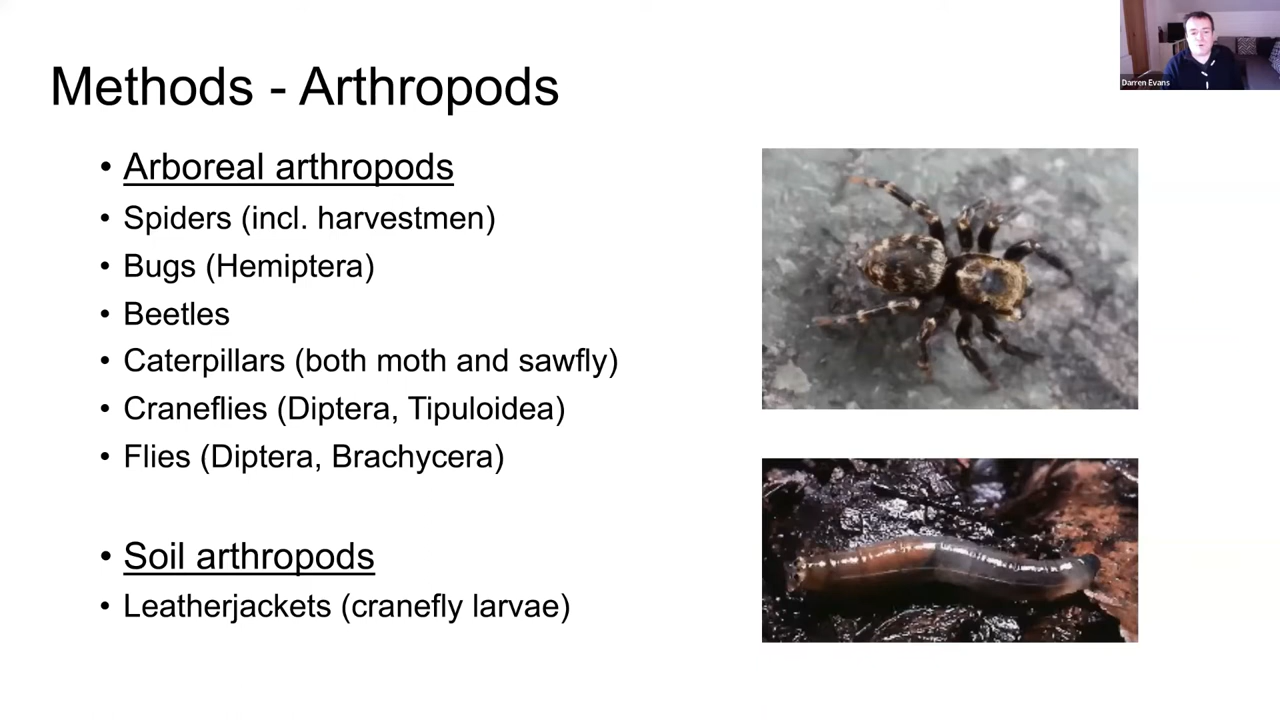 Methods - Arthropods
• Arboreal arthropods
• Spiders (incl. harvestmen)
• Bugs (Hemiptera)
• Beetles
• Caterpillars (both moth and sawfly)
• Craneflies (Diptera, Tipuloidea)
• Flies (Diptera, Brachycera)
• Soil arthropods
• Leatherjackets (cranefly larvae)
Darren Evans